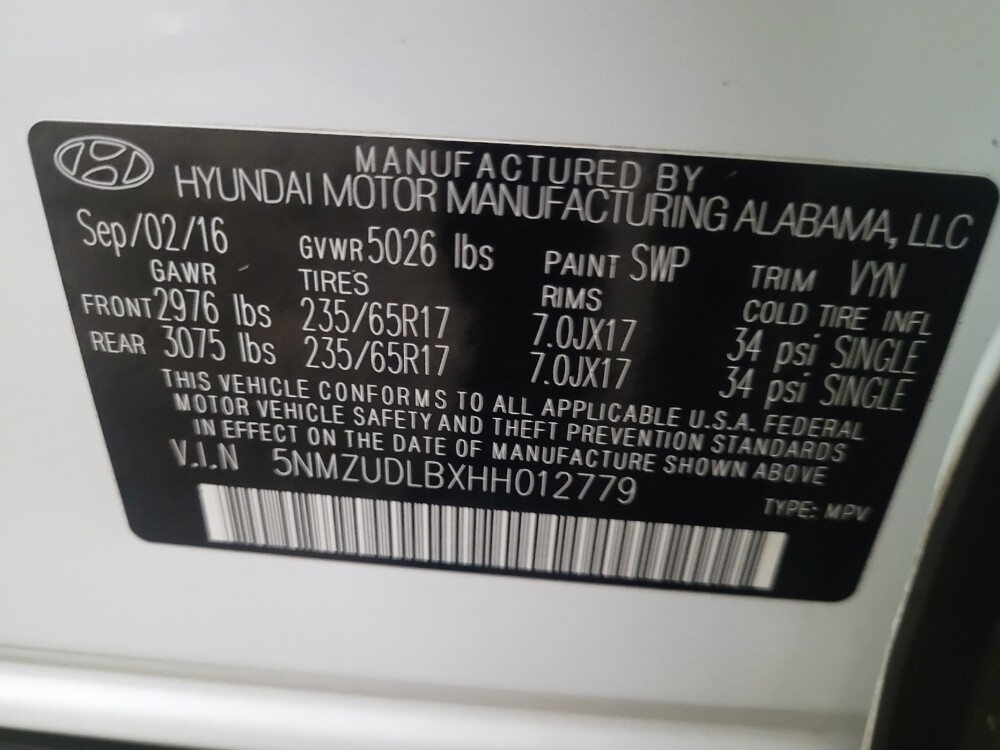 MANUFACTURED BY
HYUNDAI MOTOR MANUFACTURING ALABAMA, LLC
Sep/02/16 GVWR 5026 lbs PAINT SWP TRIM VYN
GAWR TIRES RIMS COLD TIRE INFL
FRONT 2976 lbs 235/65R17 7.0JX17 34 psi SINGLE
REAR 3075 lbs 235/65R17 7.0JX17 34 psi SINGLE
THIS VEHICLE CONFORMS TO ALL APPLICABLE U.S.A. FEDERAL
MOTOR VEHICLE SAFETY AND THEFT PREVENTION STANDARDS
IN EFFECT ON THE DATE OF MANUFACTURE SHOWN ABOVE
V.I.N 5NMZUDLBXHH012779
TYPE: MPV